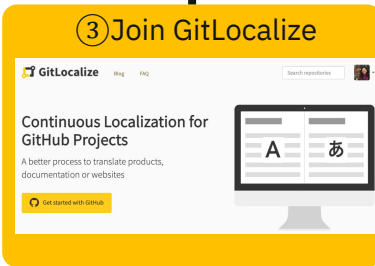 ③Join GitLocalize
GitLocalize Blog FAQ Search repositories
Continuous Localization for
GitHub Projects
A better process to translate products,
documentation or websites
Get started with GitHub
A あ